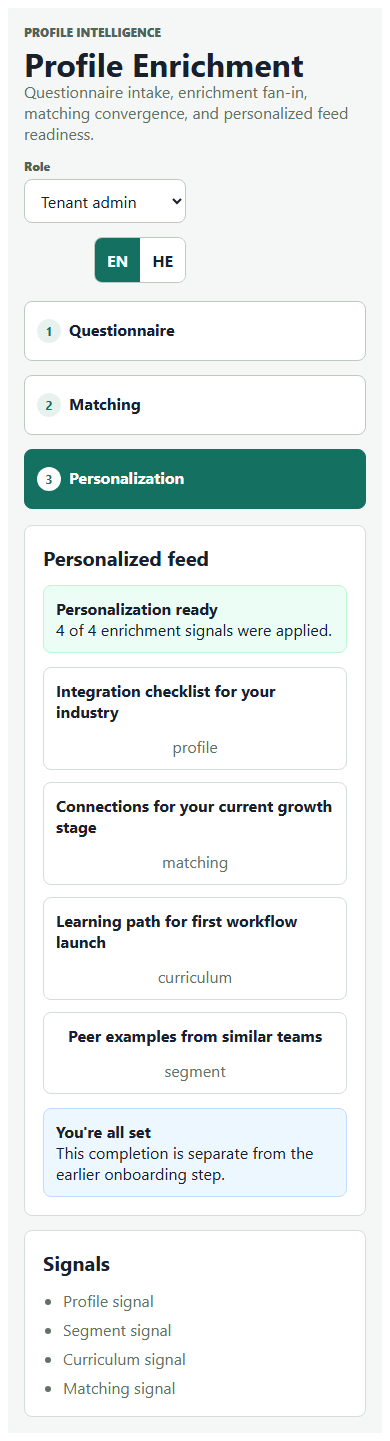 PROFILE INTELLIGENCE
Profile Enrichment
Questionnaire intake, enrichment fan-in,
matching convergence, and personalized feed
readiness.
Role
Tenant admin
EN HE
1 Questionnaire
2 Matching
3 Personalization
Personalized feed
Personalization ready
4 of 4 enrichment signals were applied.
Integration checklist for your
industry
profile
Connections for your current growth
stage
matching
Learning path for first workflow
launch
curriculum
Peer examples from similar teams
segment
You're all set
This completion is separate from the
earlier onboarding step.
Signals
Profile signal
Segment signal
Curriculum signal
Matching signal